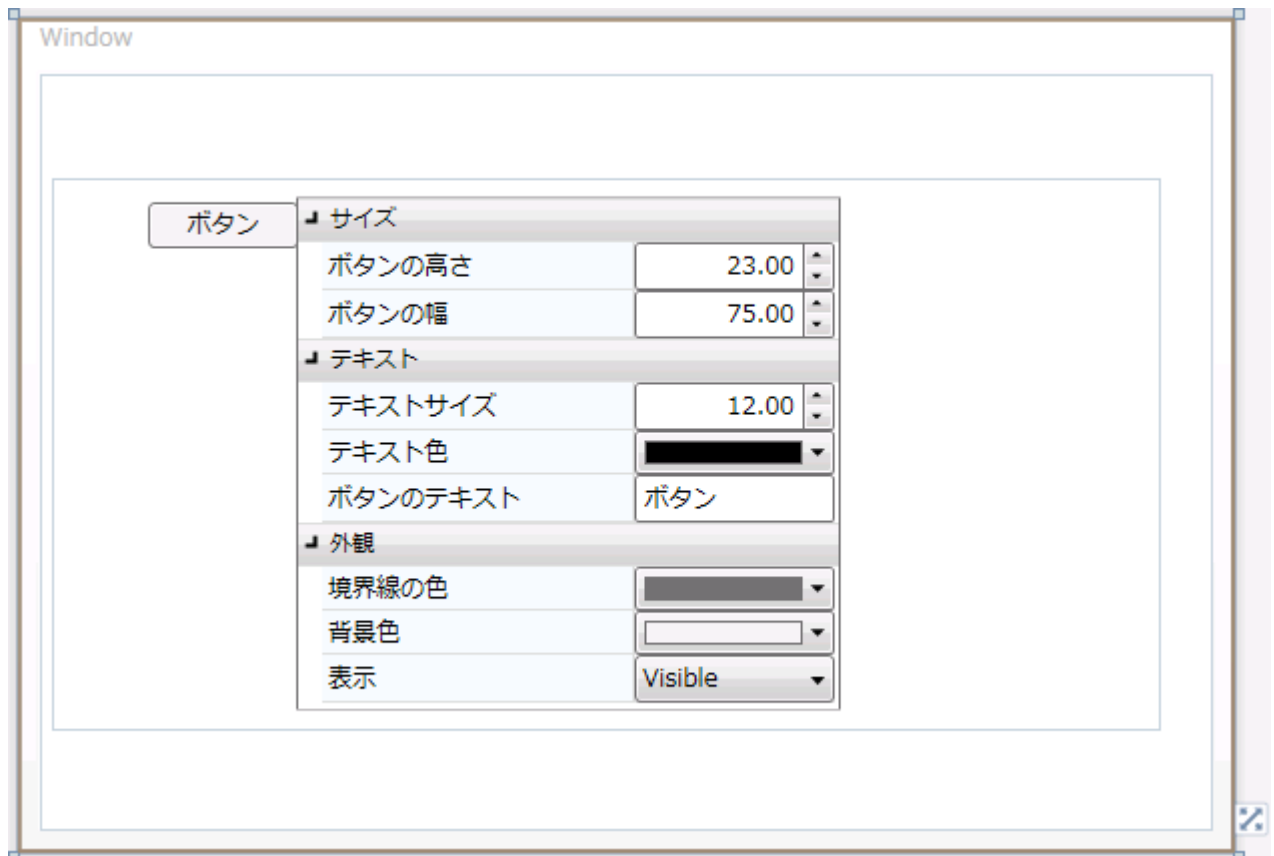 Window
ボタン
サイズ
ボタンの高さ 23.00
ボタンの幅 75.00
テキスト
テキストサイズ 12.00
テキスト色
ボタンのテキスト ボタン
外観
境界線の色
背景色
表示 Visible